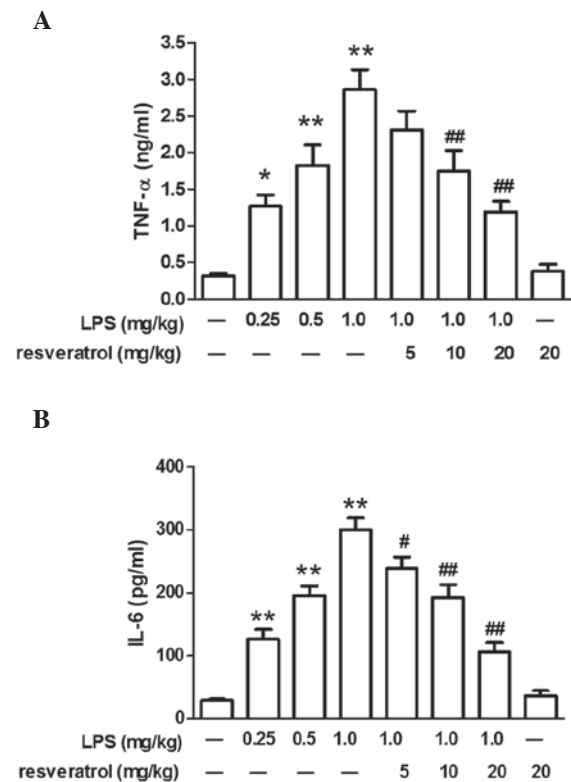 A
3.5
3.0
2.5
2.0
1.5
1.0
0.5
0.0
TNF-α (ng/ml)
* ** ** ## ##
LPS (mg/kg) — 0.25 0.5 1.0 1.0 1.0 1.0 —
resveratrol (mg/kg) — — — — 5 10 20 20
B
400
300
200
100
0
IL-6 (pg/ml)
** ** ** # ## ##
LPS (mg/kg) — 0.25 0.5 1.0 1.0 1.0 1.0 —
resveratrol (mg/kg) — — — — 5 10 20 20